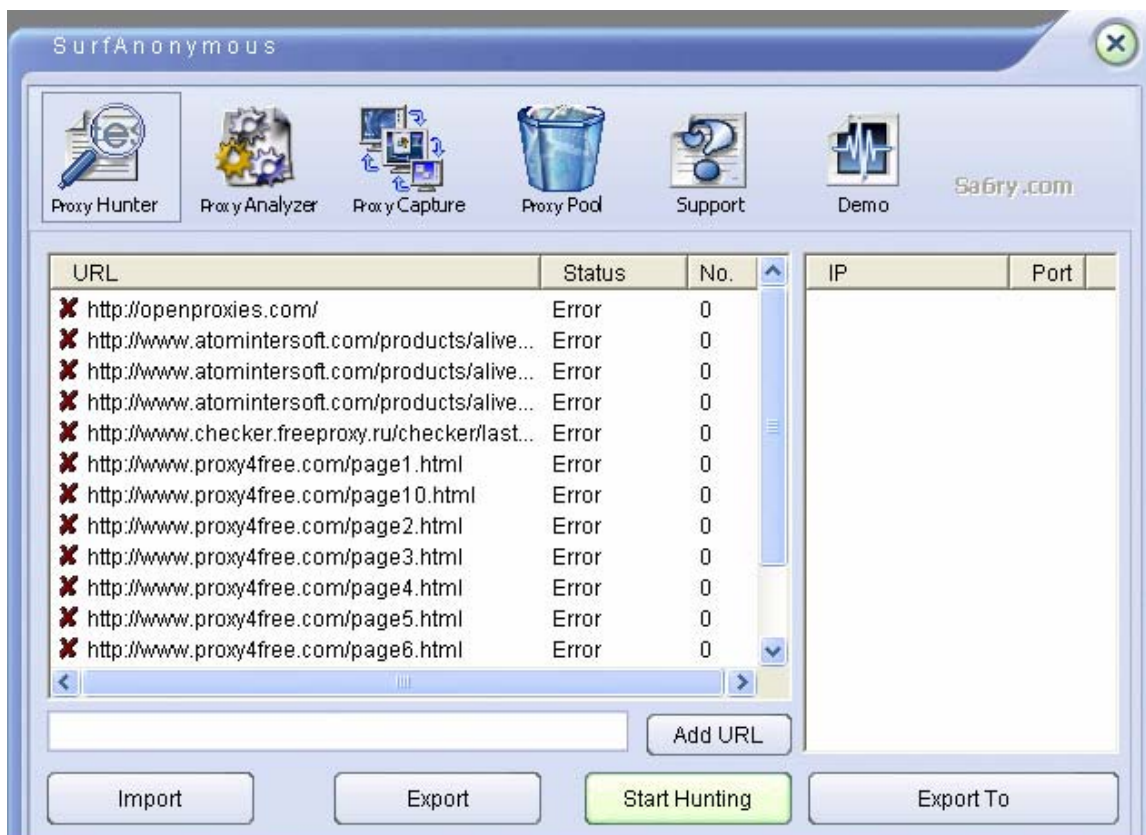 SurfAnonymous
Proxy Hunter Proxy Analyzer Proxy Capture Proxy Pool Support Demo Sa6ry.com
URL Status No. IP Port
http://openproxies.com/ Error 0
http://www.atomintersoft.com/products/alive... Error 0
http://www.atomintersoft.com/products/alive... Error 0
http://www.atomintersoft.com/products/alive... Error 0
http://www.checker.freeproxy.ru/checker/last... Error 0
http://www.proxy4free.com/page1.html Error 0
http://www.proxy4free.com/page10.html Error 0
http://www.proxy4free.com/page2.html Error 0
http://www.proxy4free.com/page3.html Error 0
http://www.proxy4free.com/page4.html Error 0
http://www.proxy4free.com/page5.html Error 0
http://www.proxy4free.com/page6.html Error 0
Add URL
Import Export Start Hunting Export To